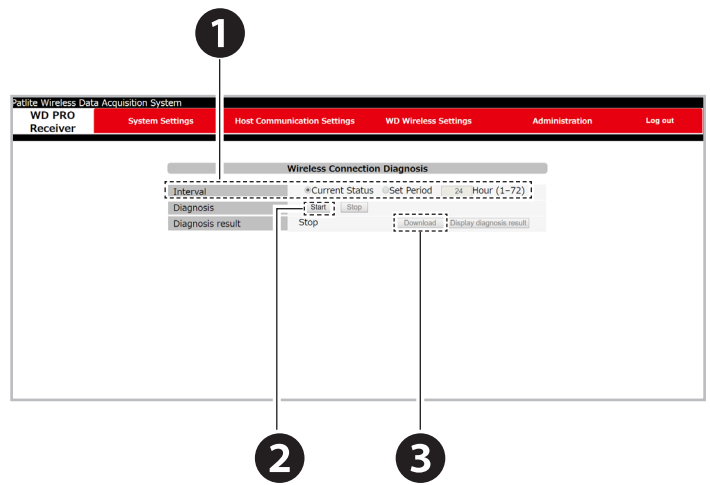 1
Patlite Wireless Data Acquisition System
WD PRO Receiver System Settings Host Communication Settings WD Wireless Settings Administration Log out
Wireless Connection Diagnosis
Interval Current Status Set Period 24 Hour (1–72)
Diagnosis Start Stop
Diagnosis result Stop Download Display diagnosis result
2 3